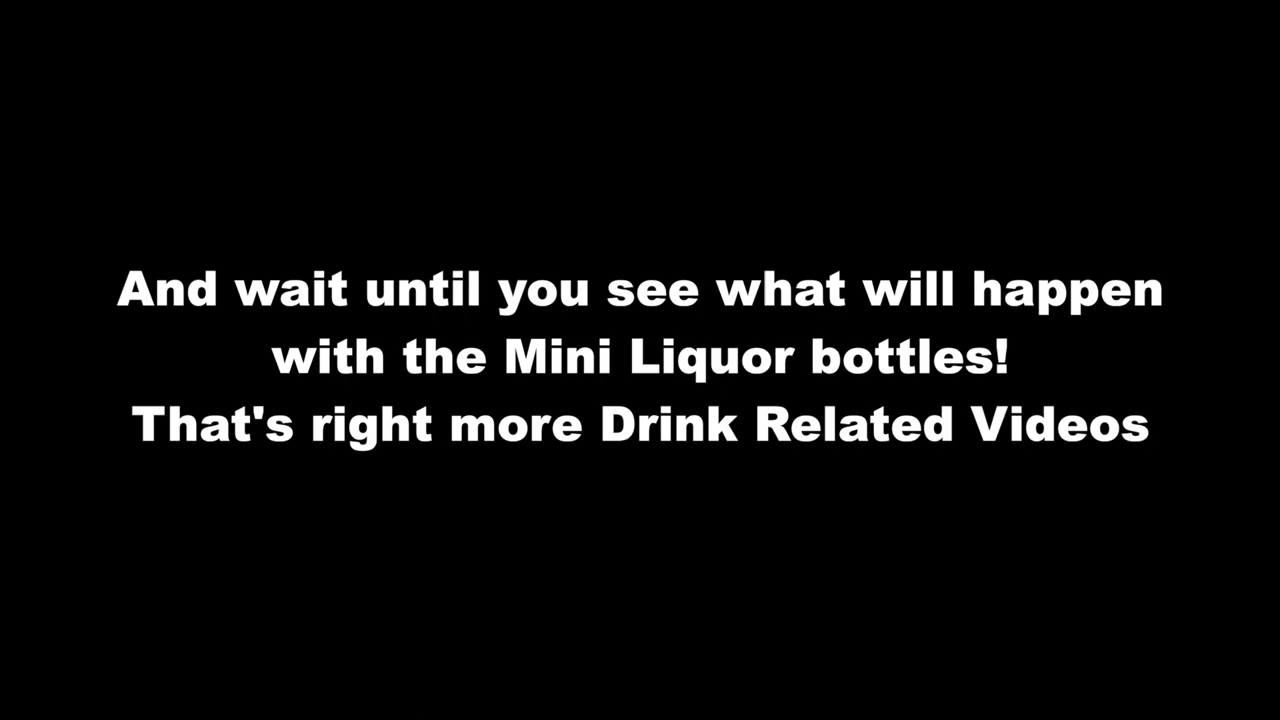 And wait until you see what will happen
with the Mini Liquor bottles!
That's right more Drink Related Videos